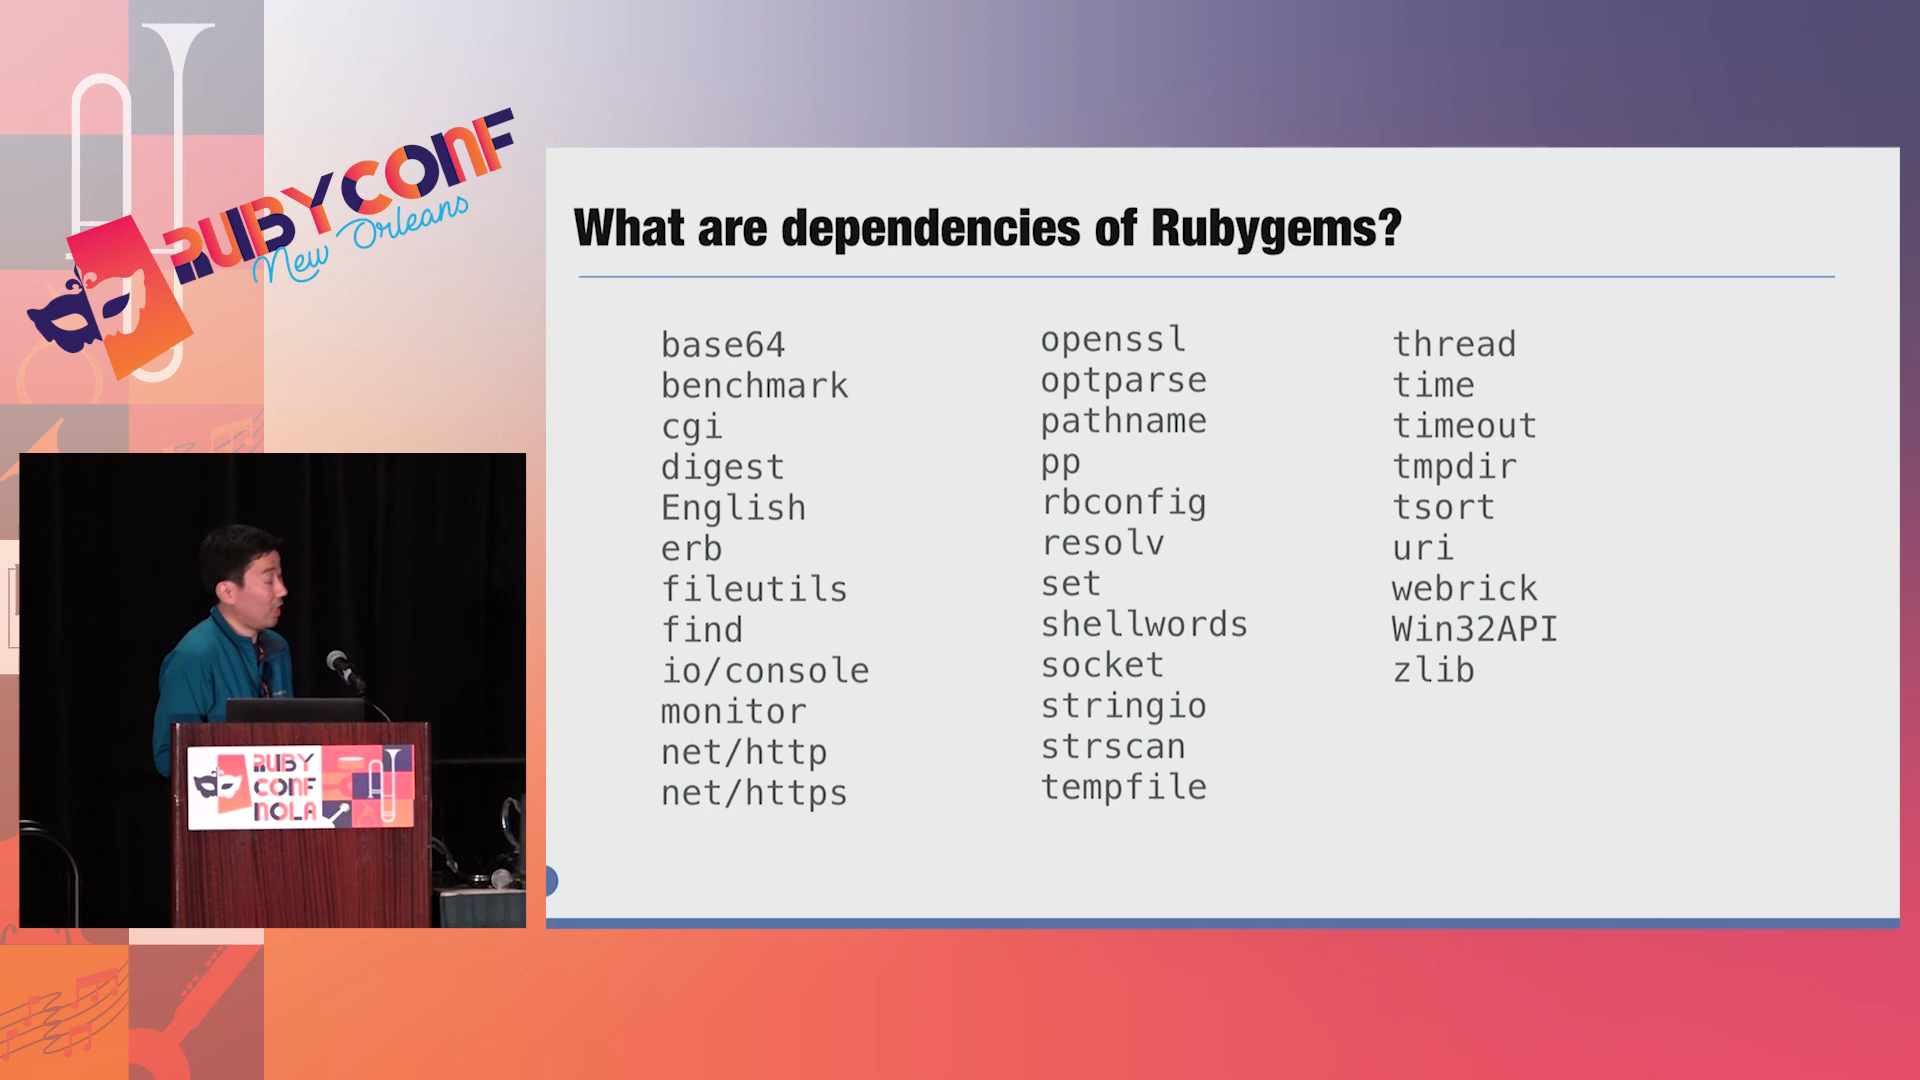 RUBYCONF
New Orleans
What are dependencies of Rubygems?
base64
benchmark
cgi
digest
English
erb
fileutils
find
io/console
monitor
net/http
net/https
openssl
optparse
pathname
pp
rbconfig
resolv
set
shellwords
socket
stringio
strscan
tempfile
thread
time
timeout
tmpdir
tsort
uri
webrick
Win32API
zlib
RUBY
CONF
NOLA